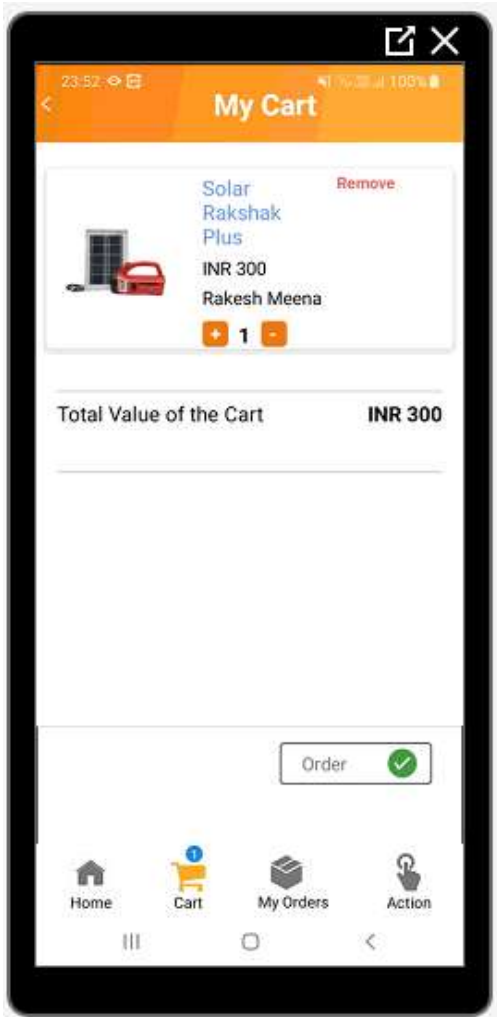 23:52 100%
My Cart
Solar
Rakshak
Plus
Remove
INR 300
Rakesh Meena
+ 1 -
Total Value of the Cart INR 300
Order
1
Home Cart My Orders Action